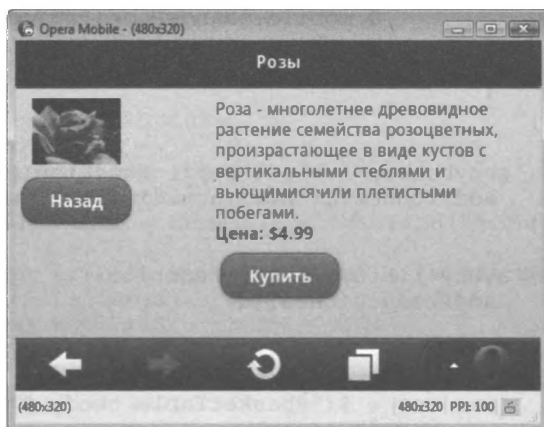 Opera Mobile - (480x320)
Розы
Роза - многолетнее древовидное
растение семейства розоцветных,
произрастающее в виде кустов с
вертикальными стеблями и
вьющимися или плетистыми
побегами.
Цена: $4.99
Назад
Купить
(480x320)
480x320 PPI: 100